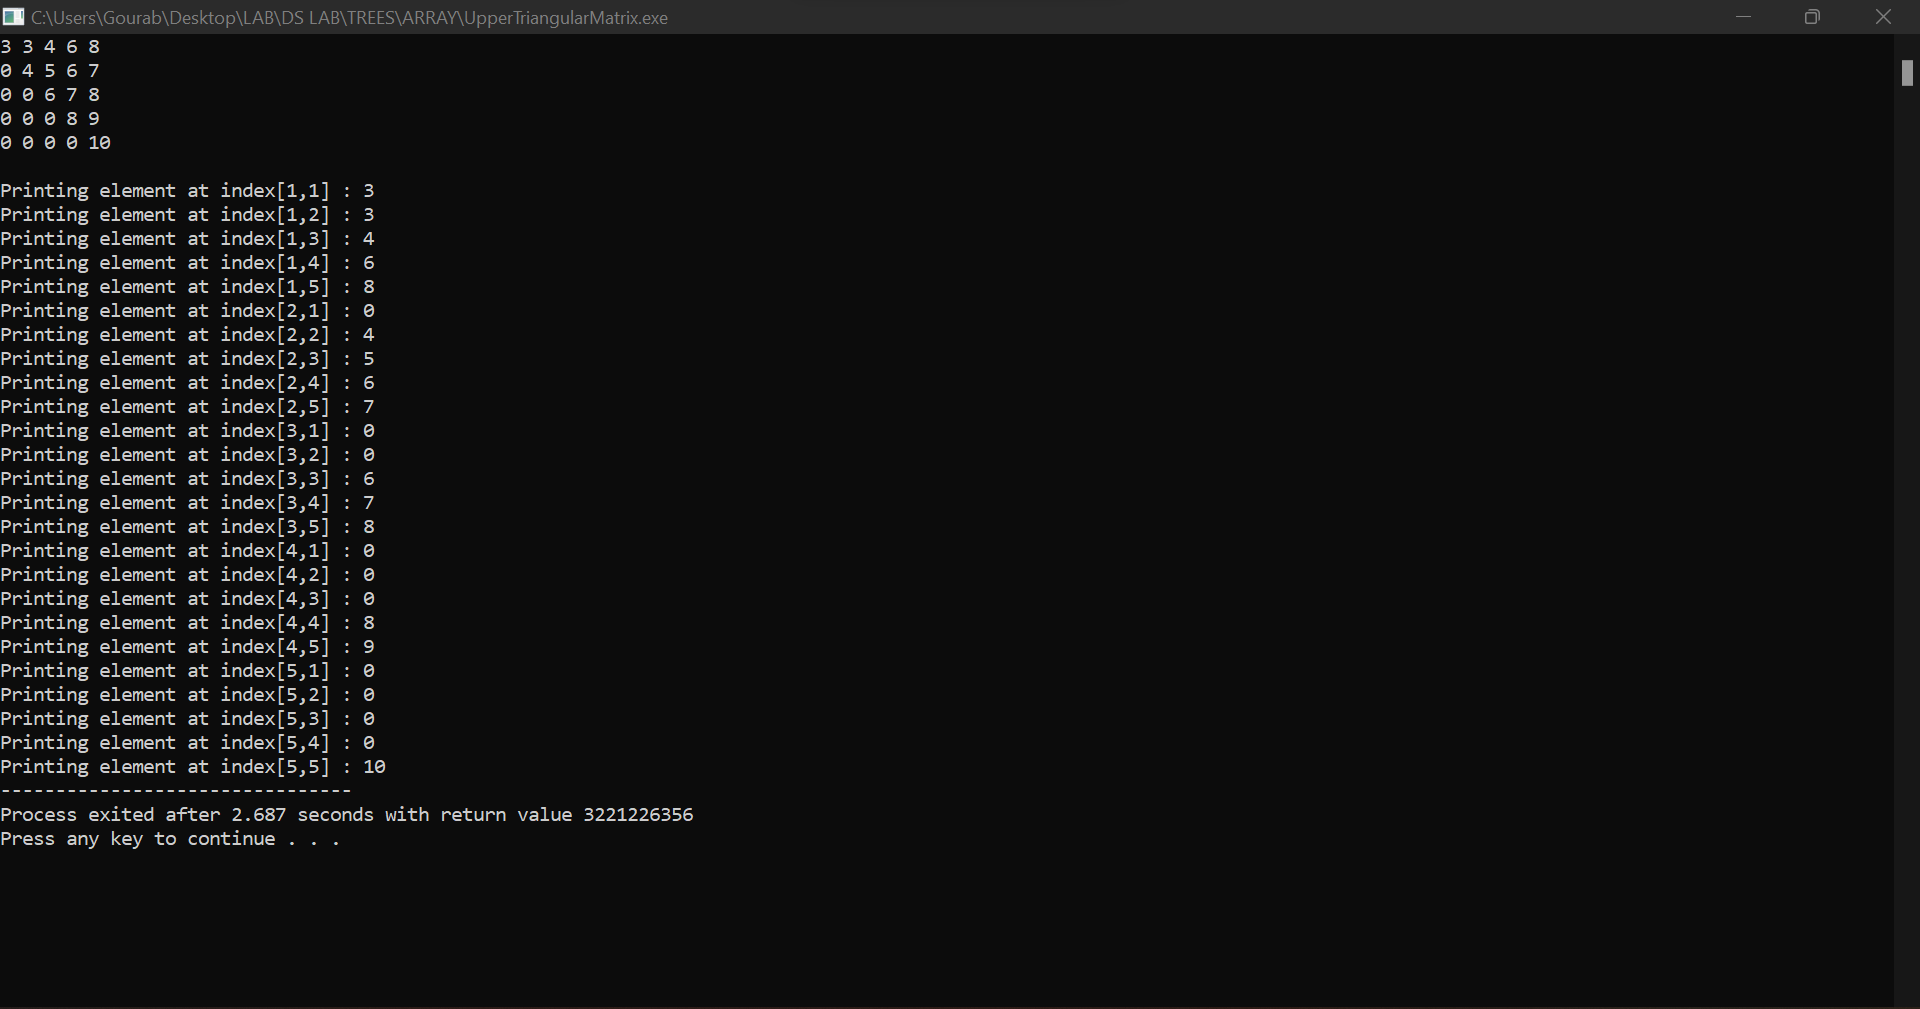 C:\Users\Gourab\Desktop\LAB\DS LAB\TREES\ARRAY\UpperTriangularMatrix.exe
3 3 4 6 8
0 4 5 6 7
0 0 6 7 8
0 0 0 8 9
0 0 0 0 10
Printing element at index[1,1] : 3
Printing element at index[1,2] : 3
Printing element at index[1,3] : 4
Printing element at index[1,4] : 6
Printing element at index[1,5] : 8
Printing element at index[2,1] : 0
Printing element at index[2,2] : 4
Printing element at index[2,3] : 5
Printing element at index[2,4] : 6
Printing element at index[2,5] : 7
Printing element at index[3,1] : 0
Printing element at index[3,2] : 0
Printing element at index[3,3] : 6
Printing element at index[3,4] : 7
Printing element at index[3,5] : 8
Printing element at index[4,1] : 0
Printing element at index[4,2] : 0
Printing element at index[4,3] : 0
Printing element at index[4,4] : 8
Printing element at index[4,5] : 9
Printing element at index[5,1] : 0
Printing element at index[5,2] : 0
Printing element at index[5,3] : 0
Printing element at index[5,4] : 0
Printing element at index[5,5] : 10
--------------------------------
Process exited after 2.687 seconds with return value 3221226356
Press any key to continue . . .